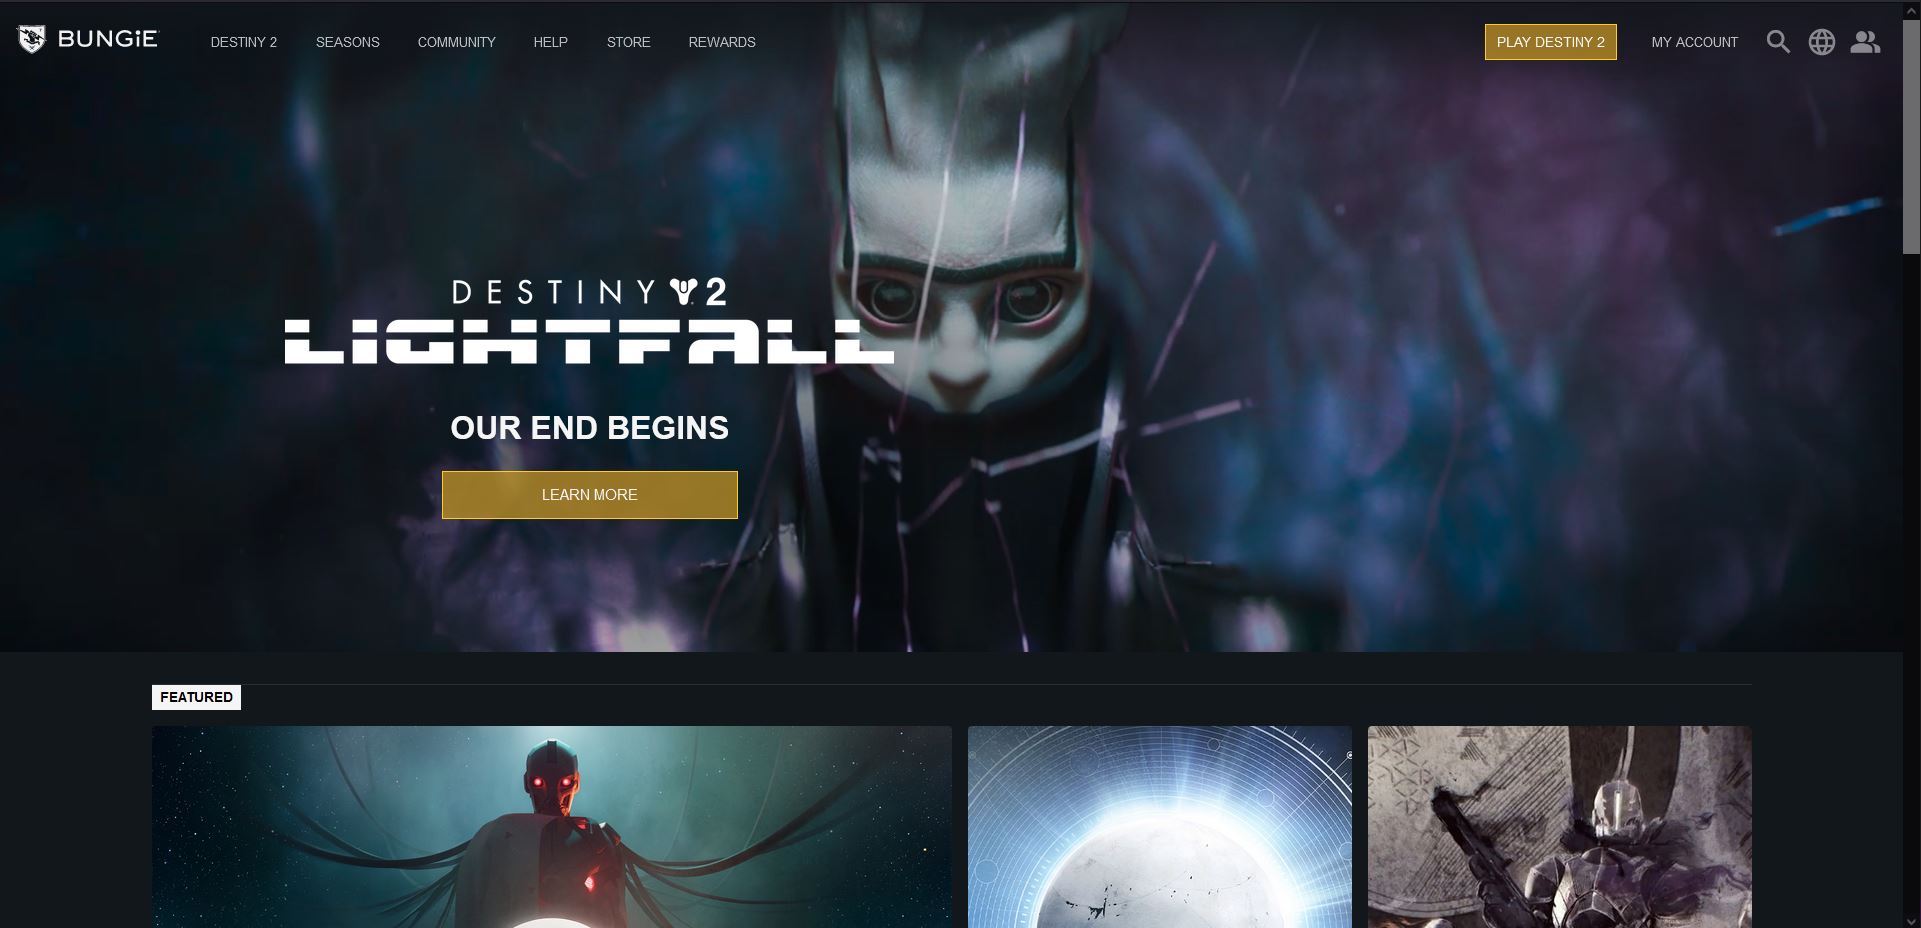 BUNGiE
DESTINY 2
SEASONS
COMMUNITY
HELP
STORE
REWARDS
PLAY DESTINY 2
MY ACCOUNT
DESTINY 2
LIGHTFALL
OUR END BEGINS
LEARN MORE
FEATURED